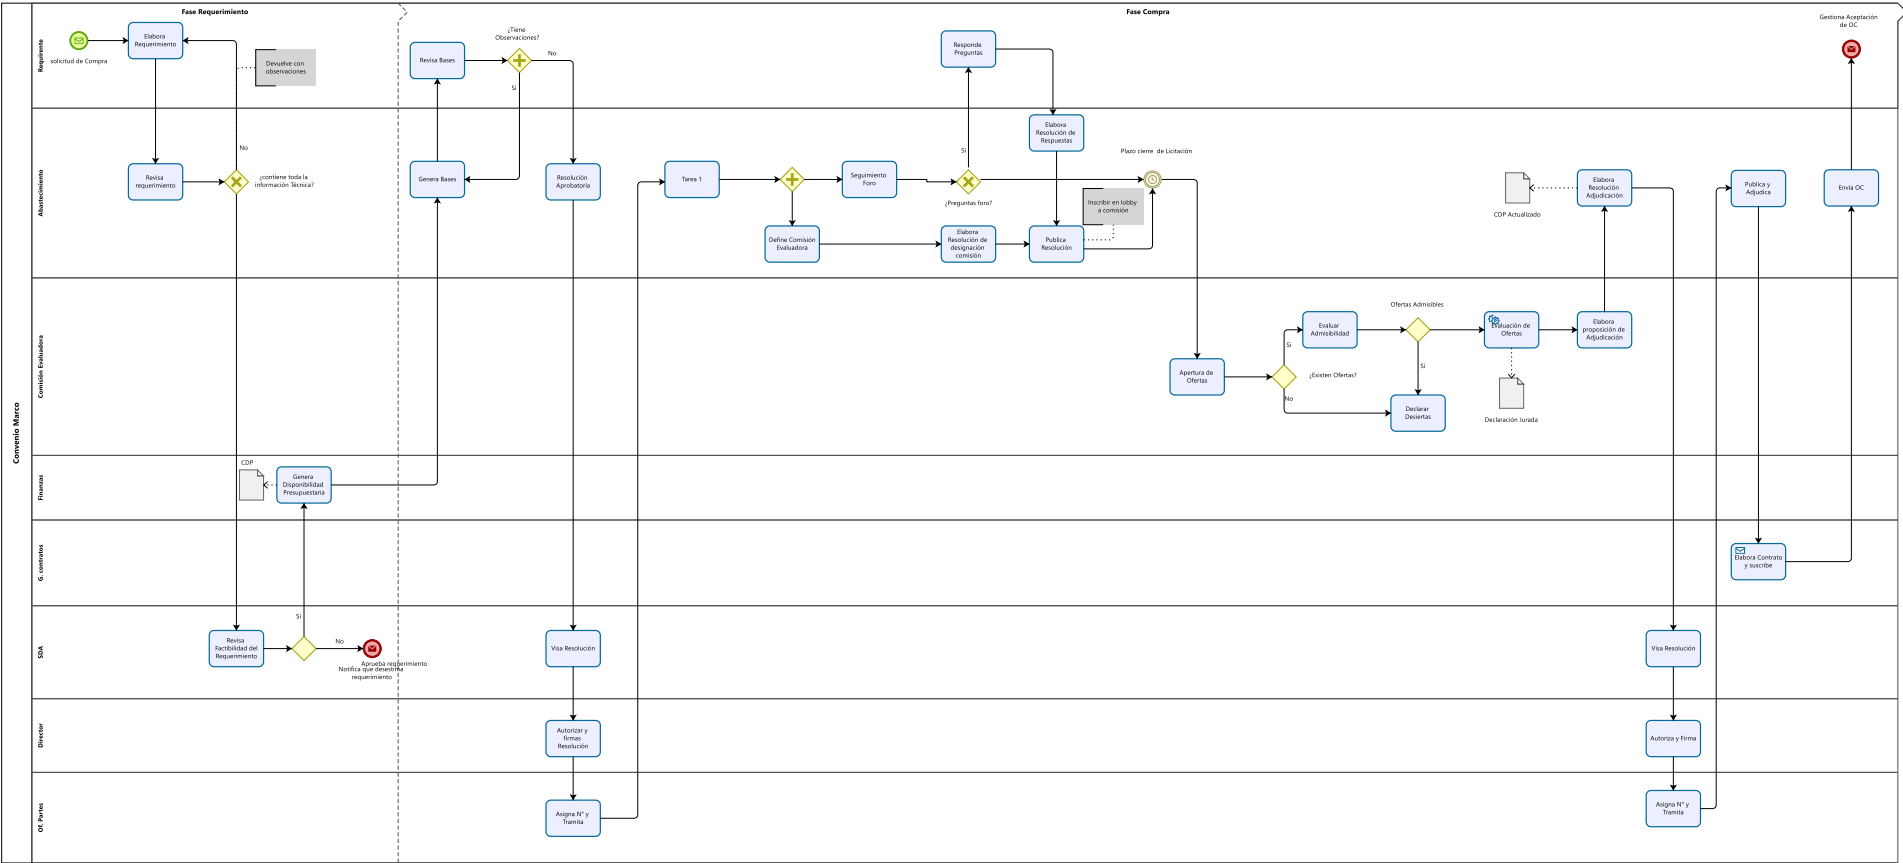 Convenio Marco
Fase Requerimiento
Fase Compra
Requirente
solicitud de Compra
Elabora
Requerimiento
Devuelve con
observaciones
Revisa Bases
¿Tiene
Observaciones?
No
Si
Responde
Preguntas
Gestiona Aceptación
de OC
Abastecimiento
Revisa
requerimiento
No
¿contiene toda la
información Técnica?
Genera Bases
Resolución
Aprobatoria
Tarea 1
Seguimiento
Foro
Si
¿Preguntas foro?
Elabora
Resolución de
Respuestas
Plazo cierre de Licitación
Inscribir en lobby
a comisión
Define Comisión
Evaluadora
Elabora
Resolución de
designación
comisión
Publica
Resolución
CDP Actualizado
Elabora
Resolución
Adjudicación
Publica y
Adjudica
Envía OC
Comisión Evaluadora
Apertura de
Ofertas
Si
¿Existen Ofertas?
No
Evaluar
Admisibilidad
Ofertas Admisibles
Si
Declarar
Desiertas
Evaluación de
Ofertas
Declaración Jurada
Elabora
proposición de
Adjudicación
Finanzas
CDP
Genera
Disponibilidad
Presupuestaria
G. contratos
Elabora Contrato
y suscribe
SDA
Revisa
Factibilidad del
Requerimiento
Si
No
Aprueba requerimiento
Notifica que desestima
requerimiento
Visa Resolución
Visa Resolución
Director
Autorizar y
firmas
Resolución
Autoriza y Firma
Of. Partes
Asigna N° y
Tramita
Asigna N° y
Tramita